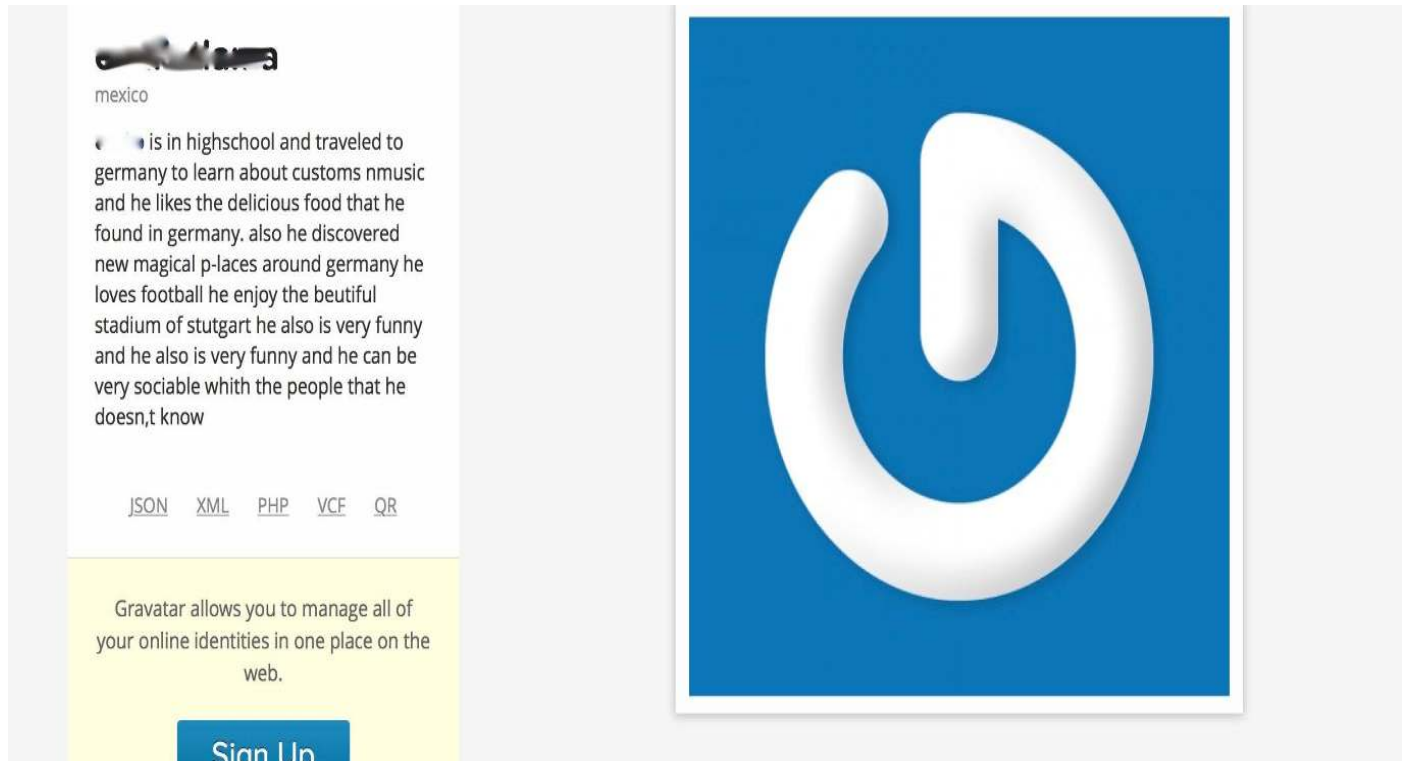 mexico
is in highschool and traveled to
germany to learn about customs nmusic
and he likes the delicious food that he
found in germany. also he discovered
new magical p-laces around germany he
loves football he enjoy the beutiful
stadium of stutgart he also is very funny
and he also is very funny and he can be
very sociable whith the people that he
doesn,t know
JSON XML PHP VCF QR
Gravatar allows you to manage all of
your online identities in one place on the
web.
Sign Up